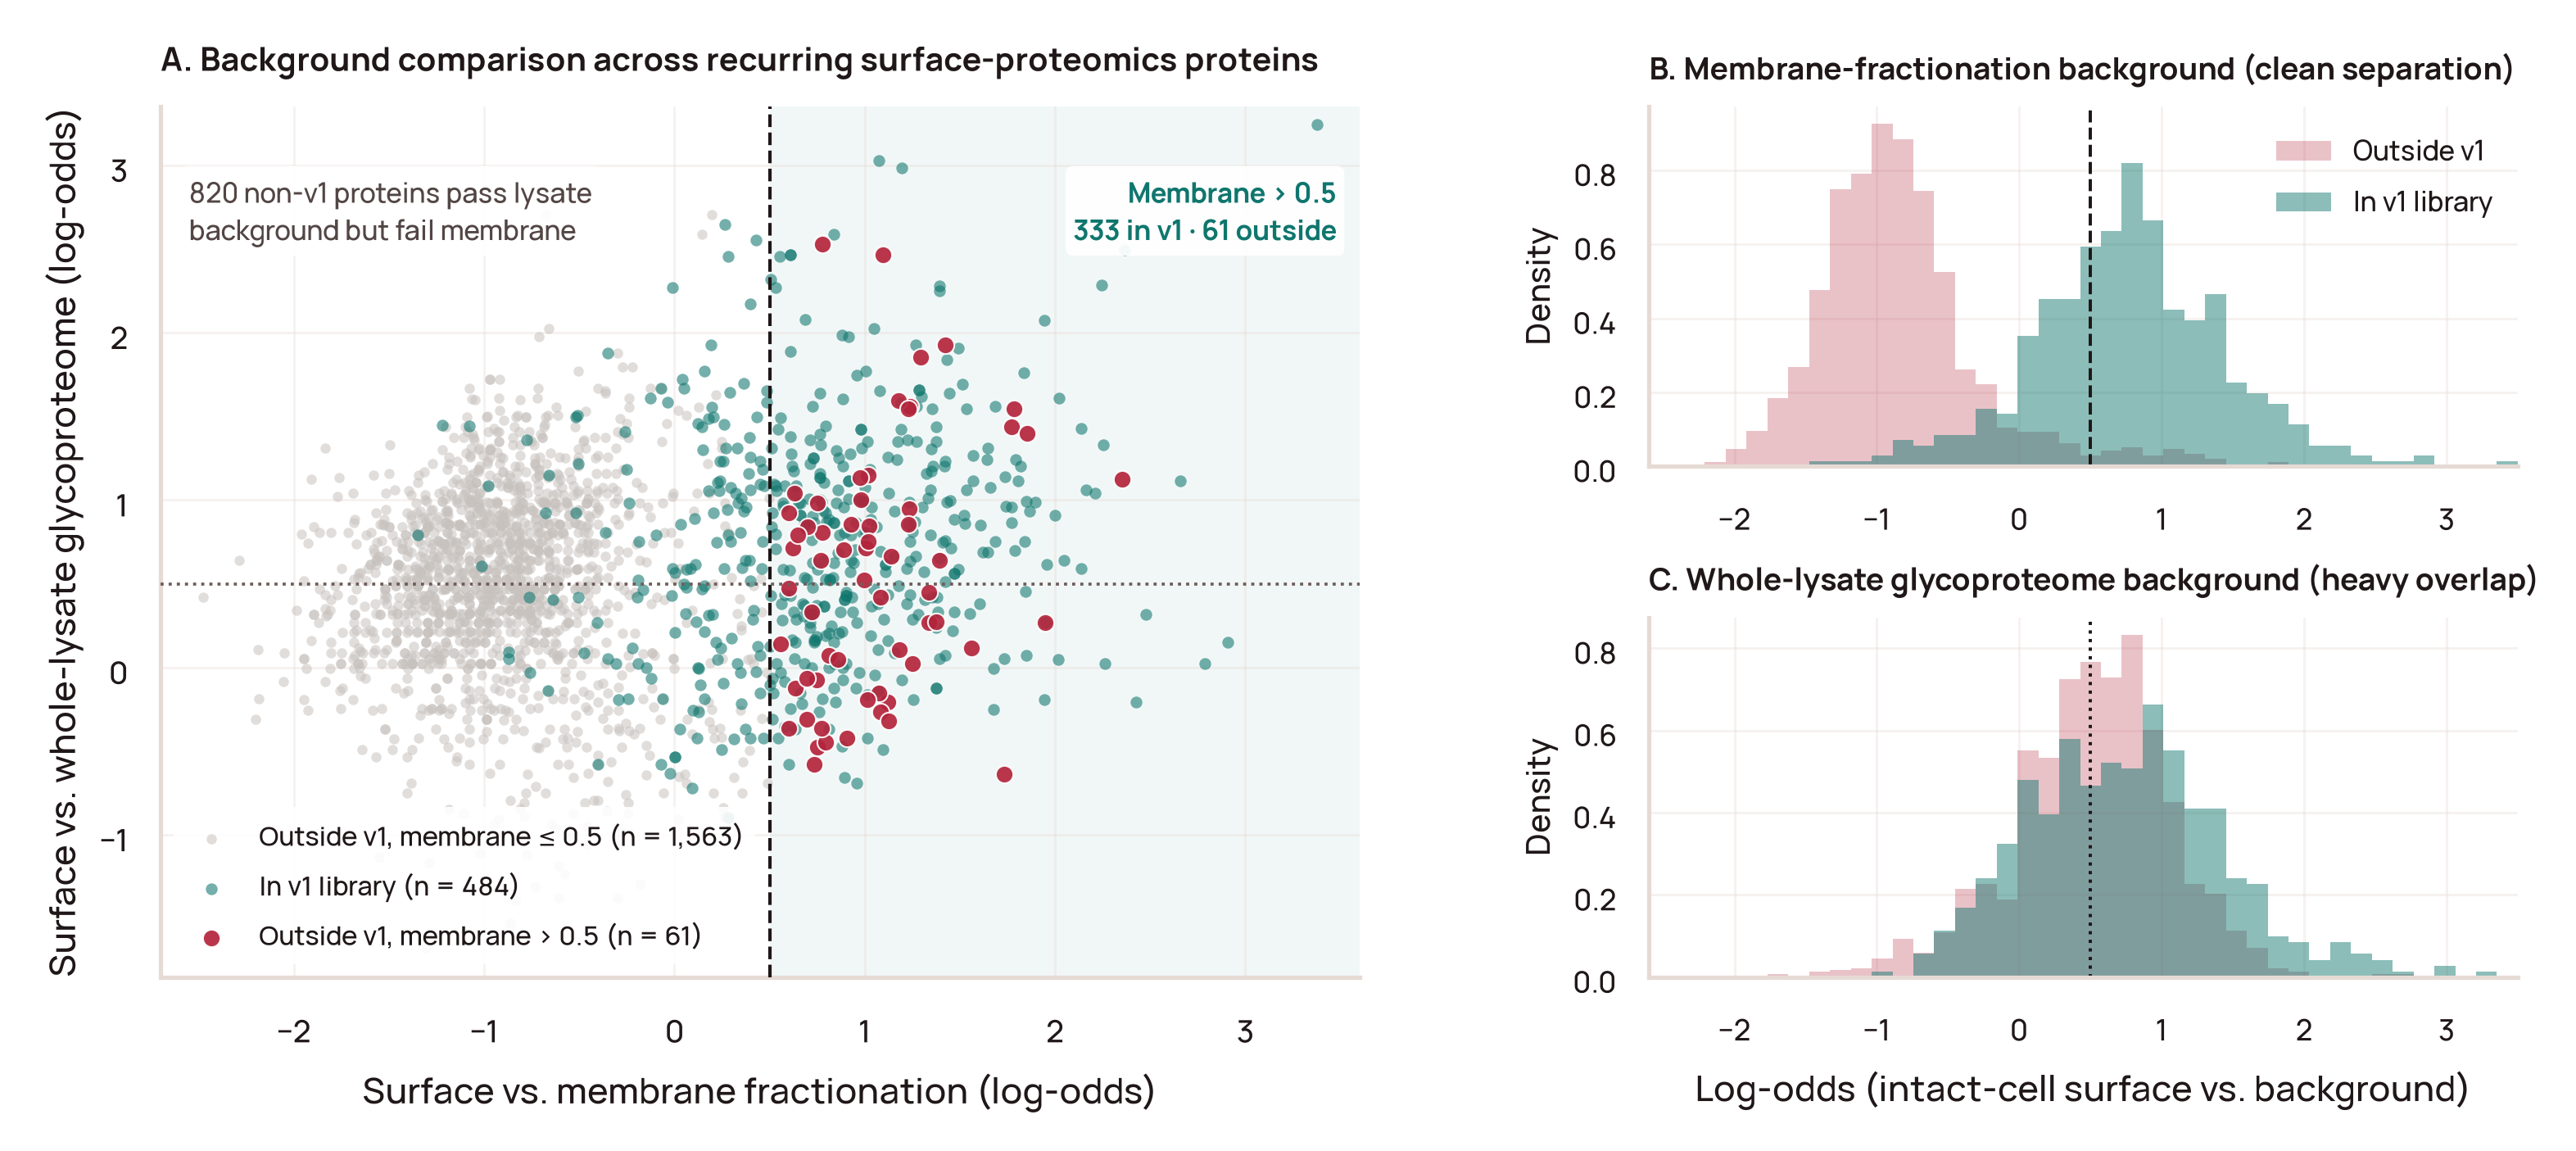 A. Background comparison across recurring surface-proteomics proteins
Surface vs. whole-lysate glycoproteome (log-odds)
3
2
1
0
−1
820 non-v1 proteins pass lysate
background but fail membrane
Membrane > 0.5
333 in v1 · 61 outside
Outside v1, membrane ≤ 0.5 (n = 1,563)
In v1 library (n = 484)
Outside v1, membrane > 0.5 (n = 61)
−2
−1
0
1
2
3
Surface vs. membrane fractionation (log-odds)
B. Membrane-fractionation background (clean separation)
Density
0.8
0.6
0.4
0.2
0.0
Outside v1
In v1 library
−2
−1
0
1
2
3
C. Whole-lysate glycoproteome background (heavy overlap)
Density
0.8
0.6
0.4
0.2
0.0
−2
−1
0
1
2
3
Log-odds (intact-cell surface vs. background)